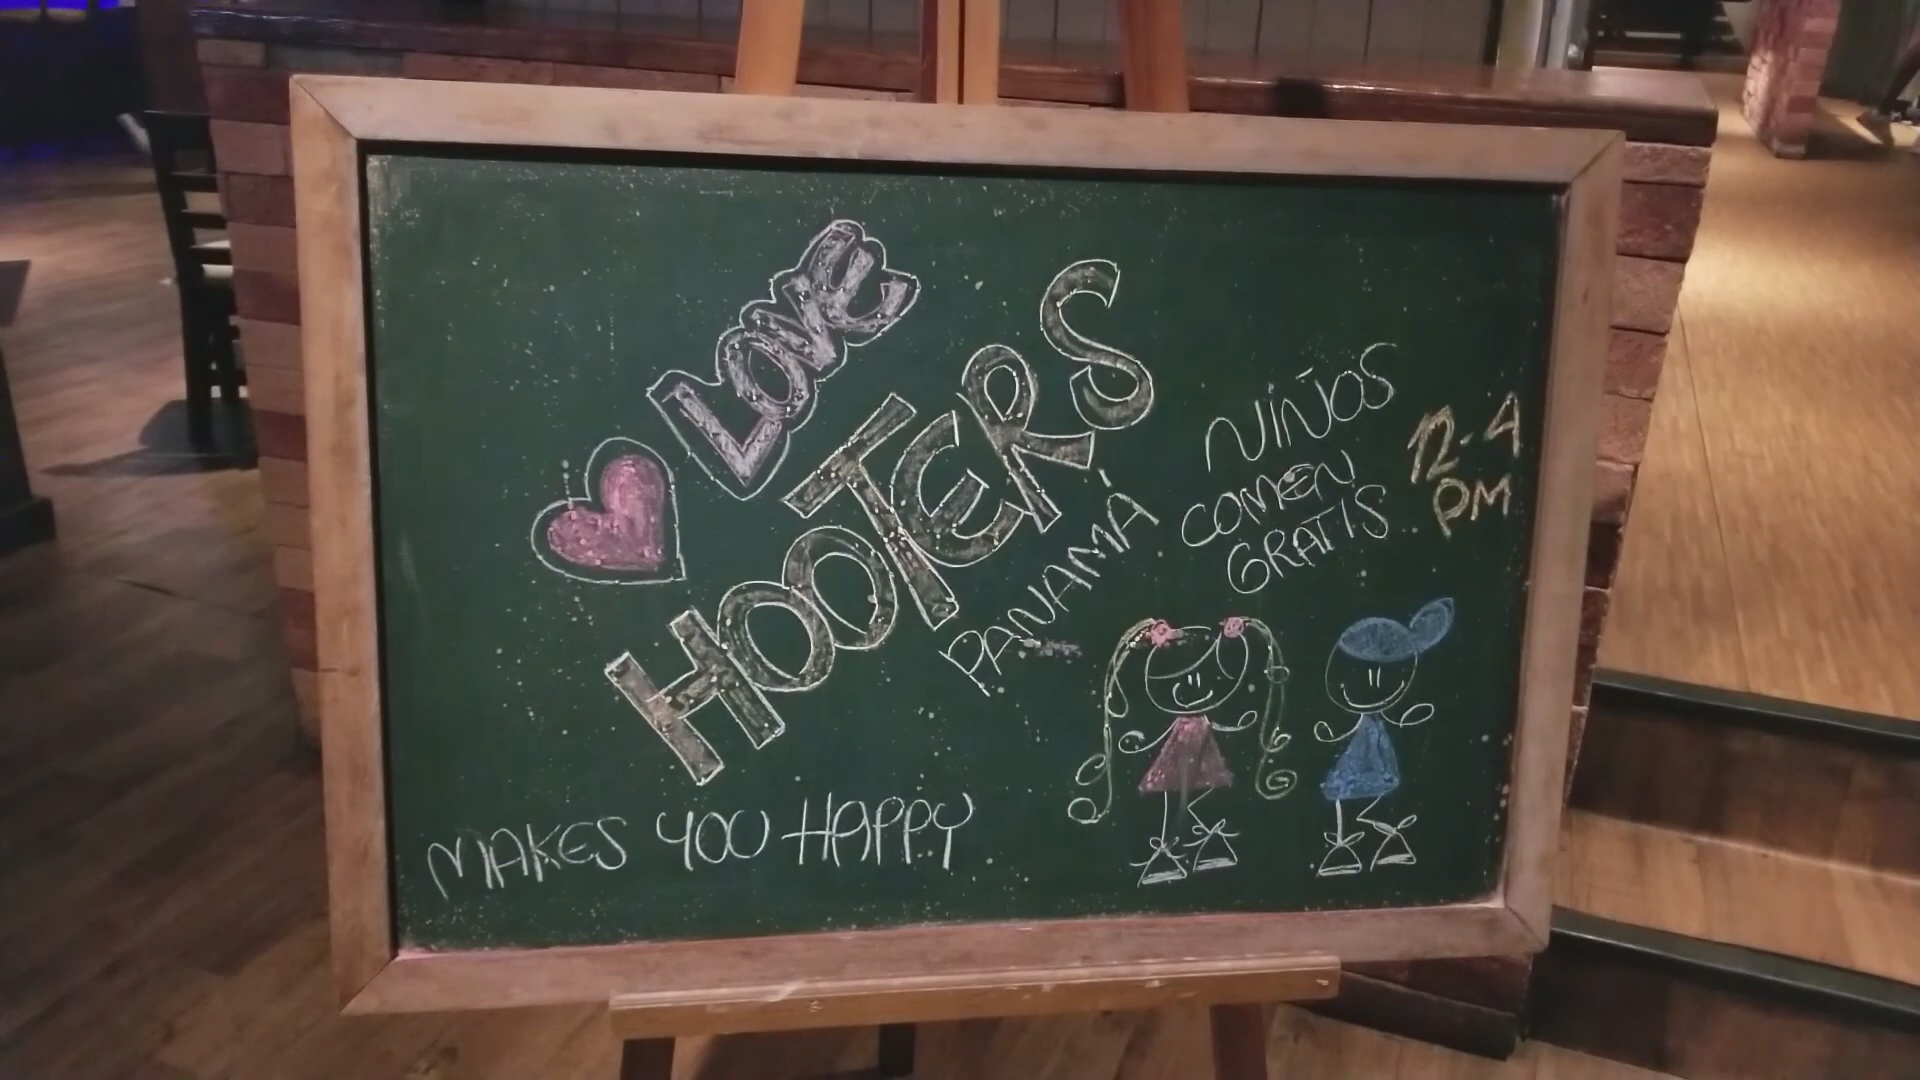 LOVE
HOOTERS
PANAMÁ
MAKES YOU HAPPY
NIÑOS
COMEN
GRATIS
12-4
PM